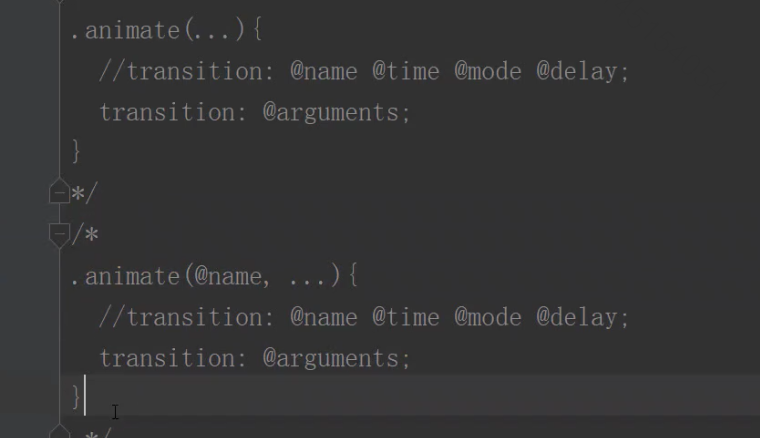 .animate(...){
//transition: @name @time @mode @delay;
transition: @arguments;
}
*/
/*
.animate(@name, ...){
//transition: @name @time @mode @delay;
transition: @arguments;
}
*/